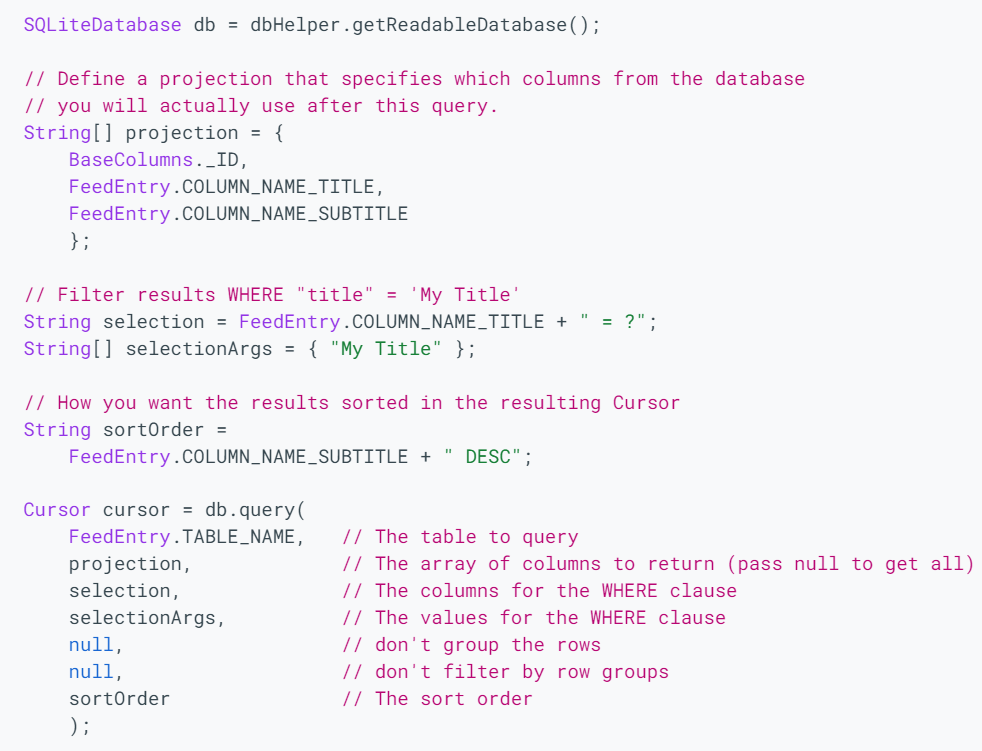 SQLiteDatabase db = dbHelper.getReadableDatabase();

// Define a projection that specifies which columns from the database
// you will actually use after this query.
String[] projection = {
    BaseColumns._ID,
    FeedEntry.COLUMN_NAME_TITLE,
    FeedEntry.COLUMN_NAME_SUBTITLE
    };

// Filter results WHERE "title" = 'My Title'
String selection = FeedEntry.COLUMN_NAME_TITLE + " = ?";
String[] selectionArgs = { "My Title" };

// How you want the results sorted in the resulting Cursor
String sortOrder =
    FeedEntry.COLUMN_NAME_SUBTITLE + " DESC";

Cursor cursor = db.query(
    FeedEntry.TABLE_NAME,   // The table to query
    projection,             // The array of columns to return (pass null to get all)
    selection,              // The columns for the WHERE clause
    selectionArgs,          // The values for the WHERE clause
    null,                   // don't group the rows
    null,                   // don't filter by row groups
    sortOrder               // The sort order
    );